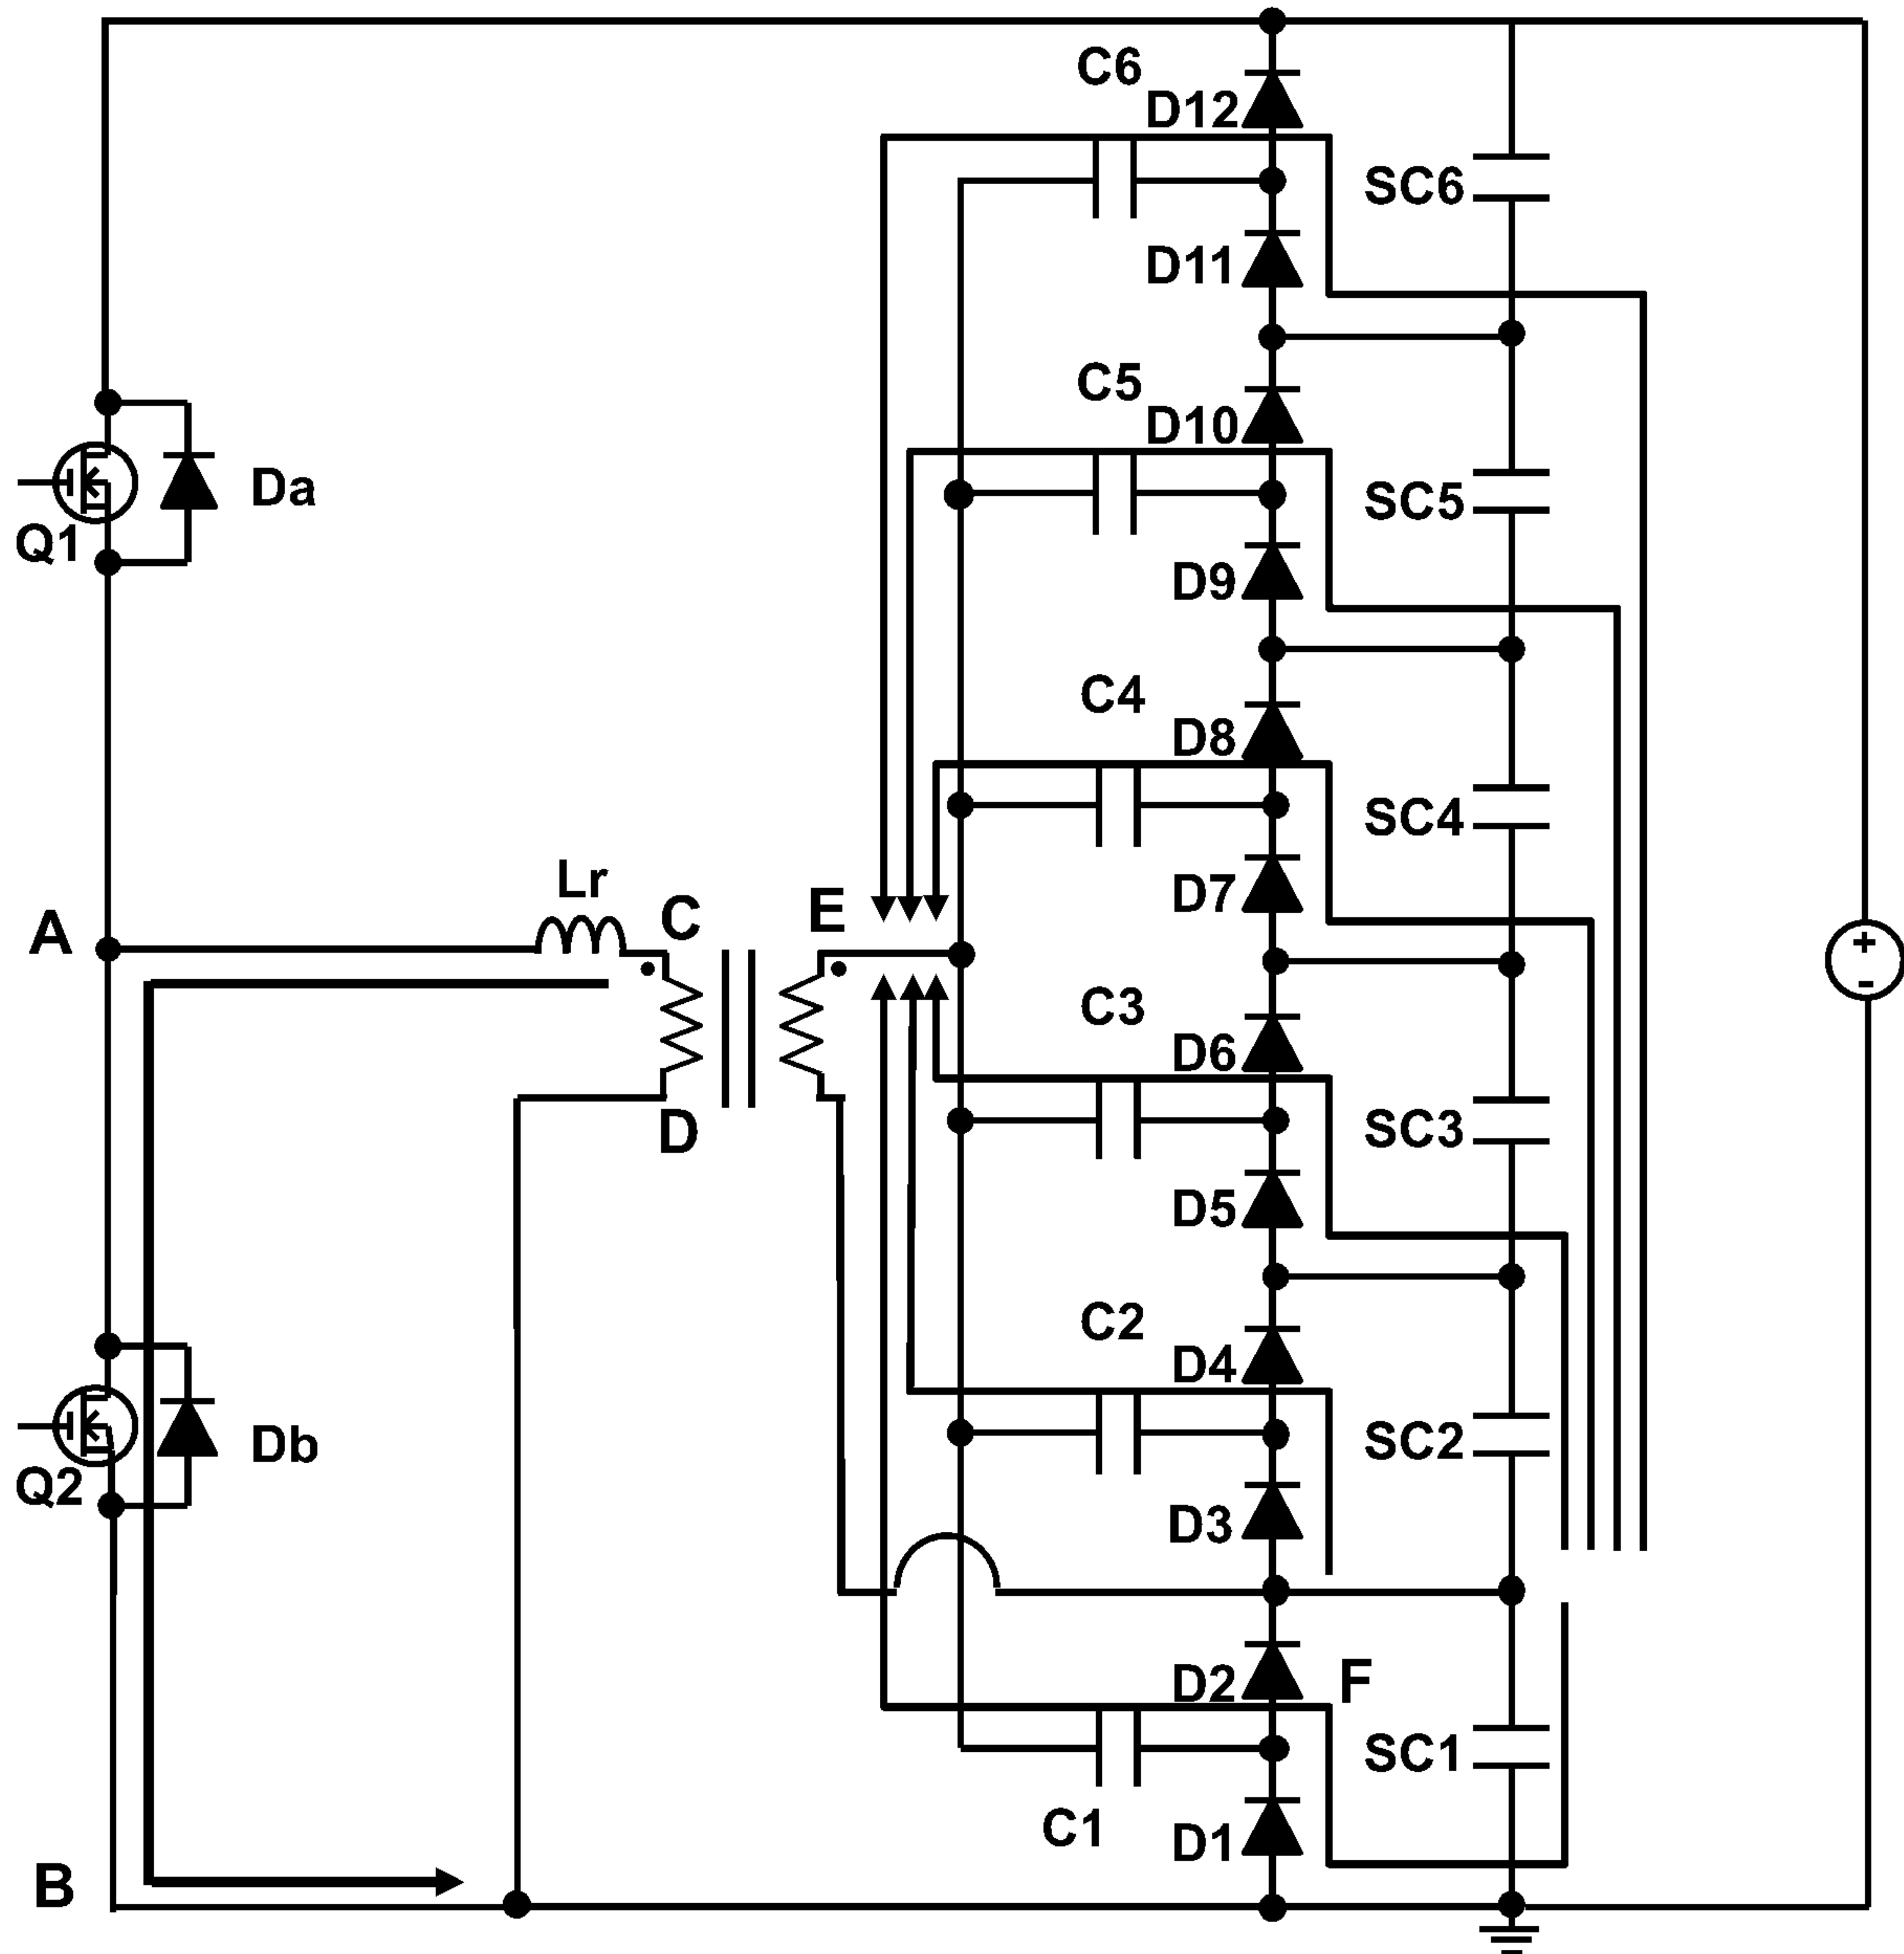 C6
D12
SC6
D11
C5
D10
Da
SC5
Q1
D9
C4
D8
SC4
Lr
D7
C
E
A
+
-
C3
D6
D
SC3
D5
C2
D4
SC2
Db
Q2
D3
D2
F
SC1
C1
D1
B